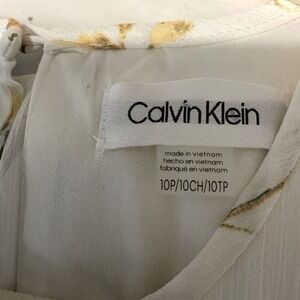 Calvin Klein
made in vietnam
hecho en vietnam
fabriqué en vietnam
10P/10CH/10TP